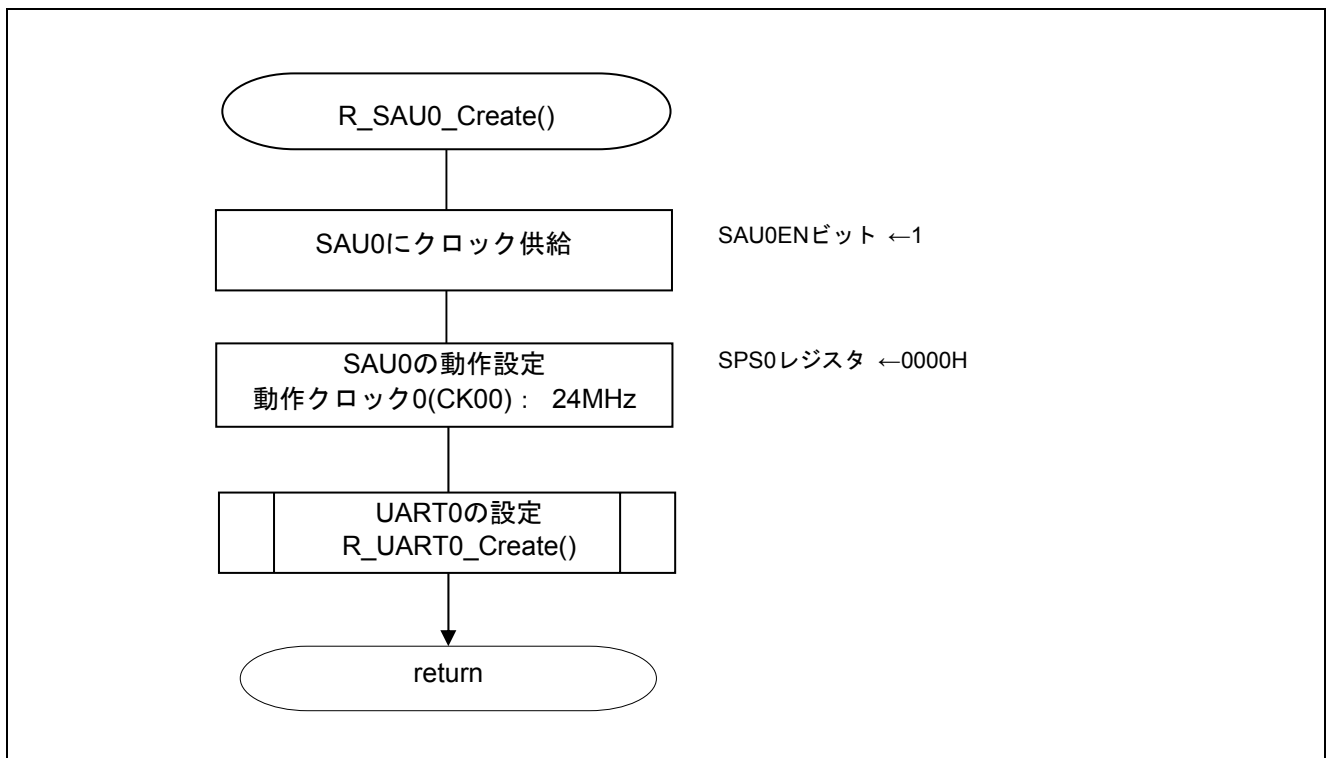 R_SAU0_Create()
SAU0にクロック供給
SAU0ENビット ←1
SAU0の動作設定
動作クロック0(CK00) : 24MHz
SPS0レジスタ ←0000H
UART0の設定
R_UART0_Create()
return